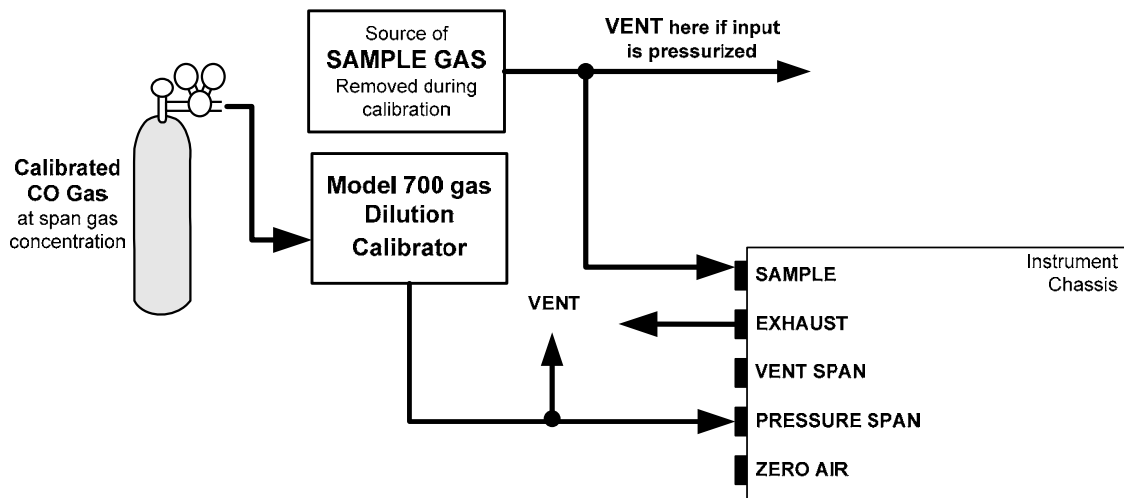 Source of
SAMPLE GAS
Removed during
calibration
VENT here if input
is pressurized
Calibrated
CO Gas
at span gas
concentration
Model 700 gas
Dilution
Calibrator
VENT
Instrument
Chassis
SAMPLE
EXHAUST
VENT SPAN
PRESSURE SPAN
ZERO AIR